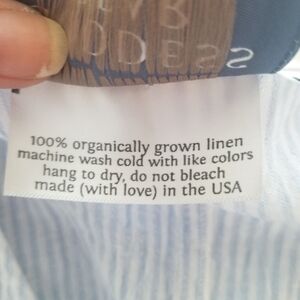 100% organically grown linen
machine wash cold with like colors
hang to dry, do not bleach
made (with love) in the USA